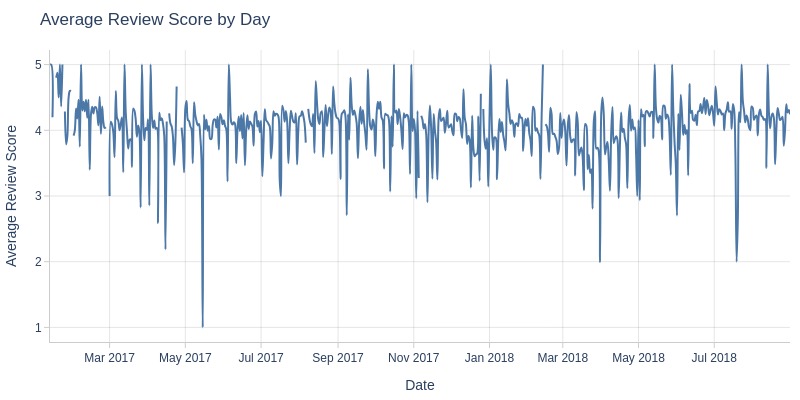 Average Review Score by Day
Average Review Score
5
4
3
2
1
Mar 2017
May 2017
Jul 2017
Sep 2017
Nov 2017
Jan 2018
Mar 2018
May 2018
Jul 2018
Date